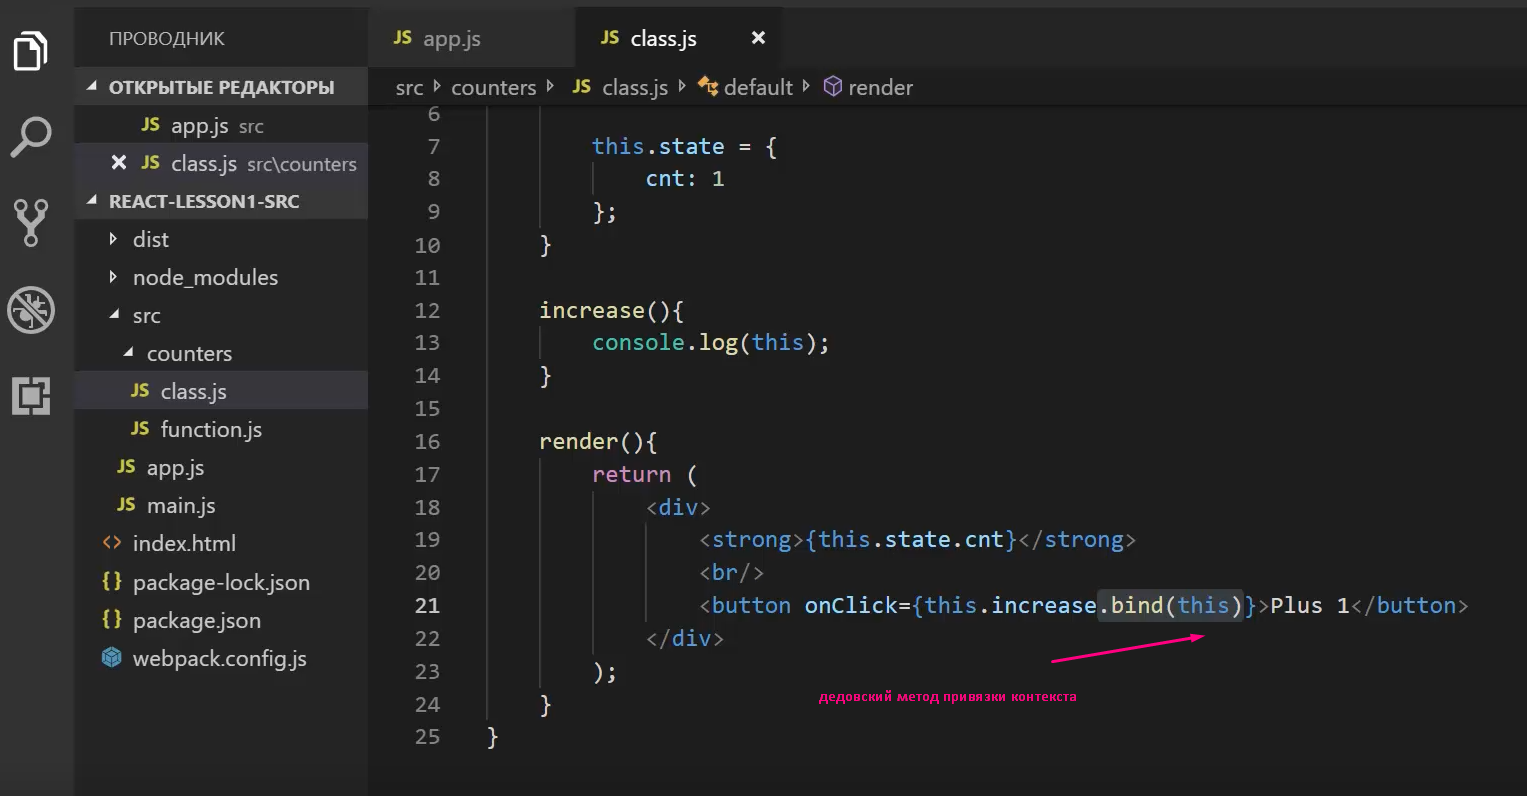 ПРОВОДНИК
ОТКРЫТЫЕ РЕДАКТОРЫ
JS app.js src
JS class.js src\counters
REACT-LESSON1-SRC
dist
node_modules
src
counters
JS class.js
JS function.js
JS app.js
JS main.js
<> index.html
{} package-lock.json
{} package.json
webpack.config.js
JS app.js
JS class.js
src counters JS class.js default render
6
7 this.state = {
8 cnt: 1
9 };
10 }
11
12 increase(){
13 console.log(this);
14 }
15
16 render(){
17 return (
18 <div>
19 <strong>{this.state.cnt}</strong>
20 <br/>
21 <button onClick={this.increase.bind(this)}>Plus 1</button>
22 </div>
23 );
24 }
25 }
дедовский метод привязки контекста